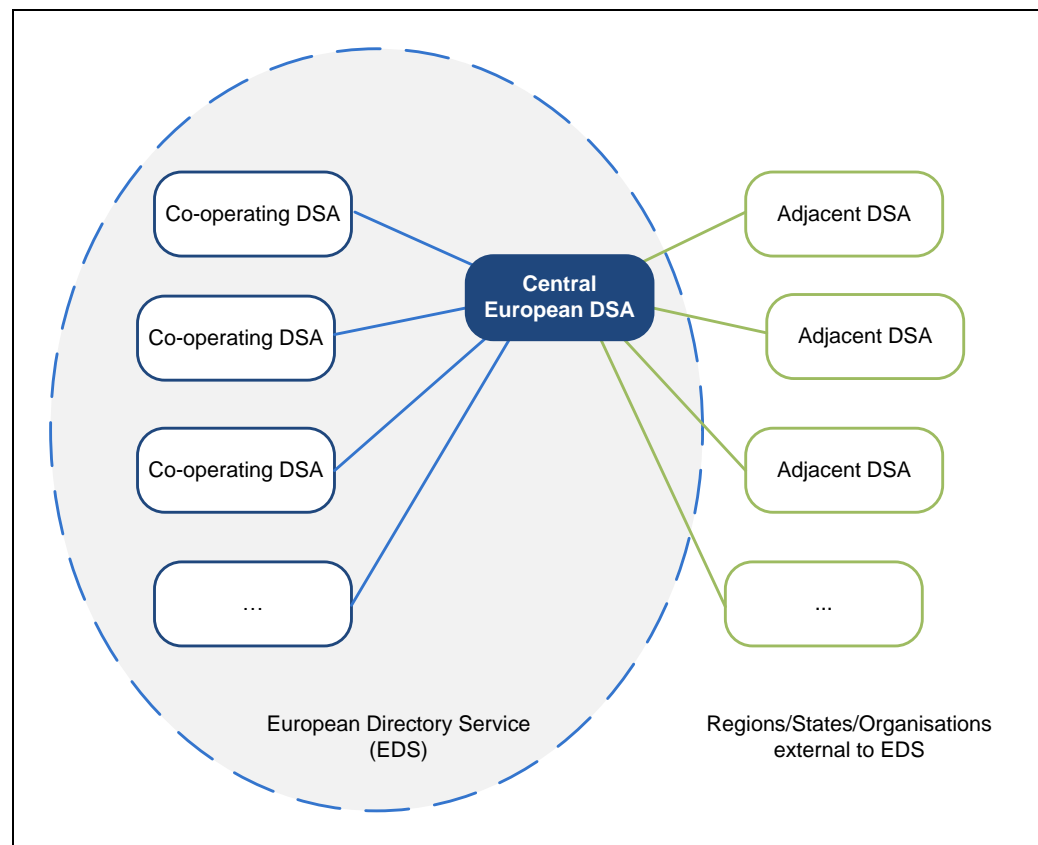 Co-operating DSA
Adjacent DSA
Central
European DSA
Co-operating DSA
Adjacent DSA
Co-operating DSA
Adjacent DSA
…
...
European Directory Service
(EDS)
Regions/States/Organisations
external to EDS